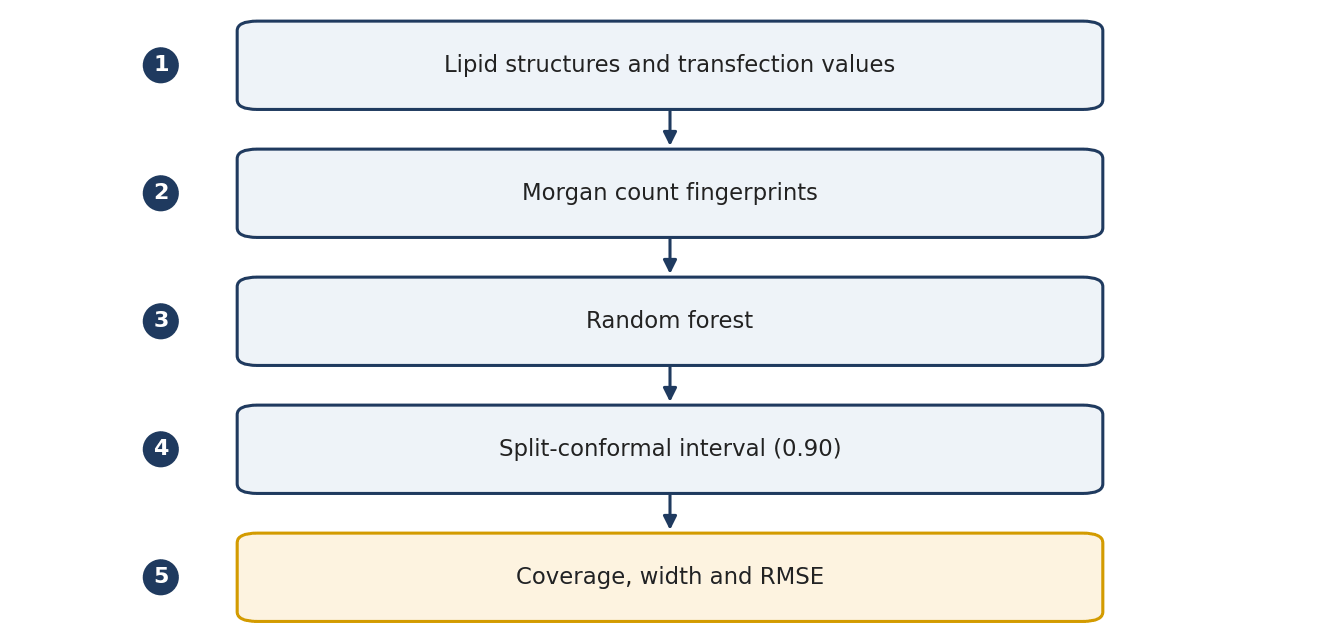 1 Lipid structures and transfection values
2 Morgan count fingerprints
3 Random forest
4 Split-conformal interval (0.90)
5 Coverage, width and RMSE